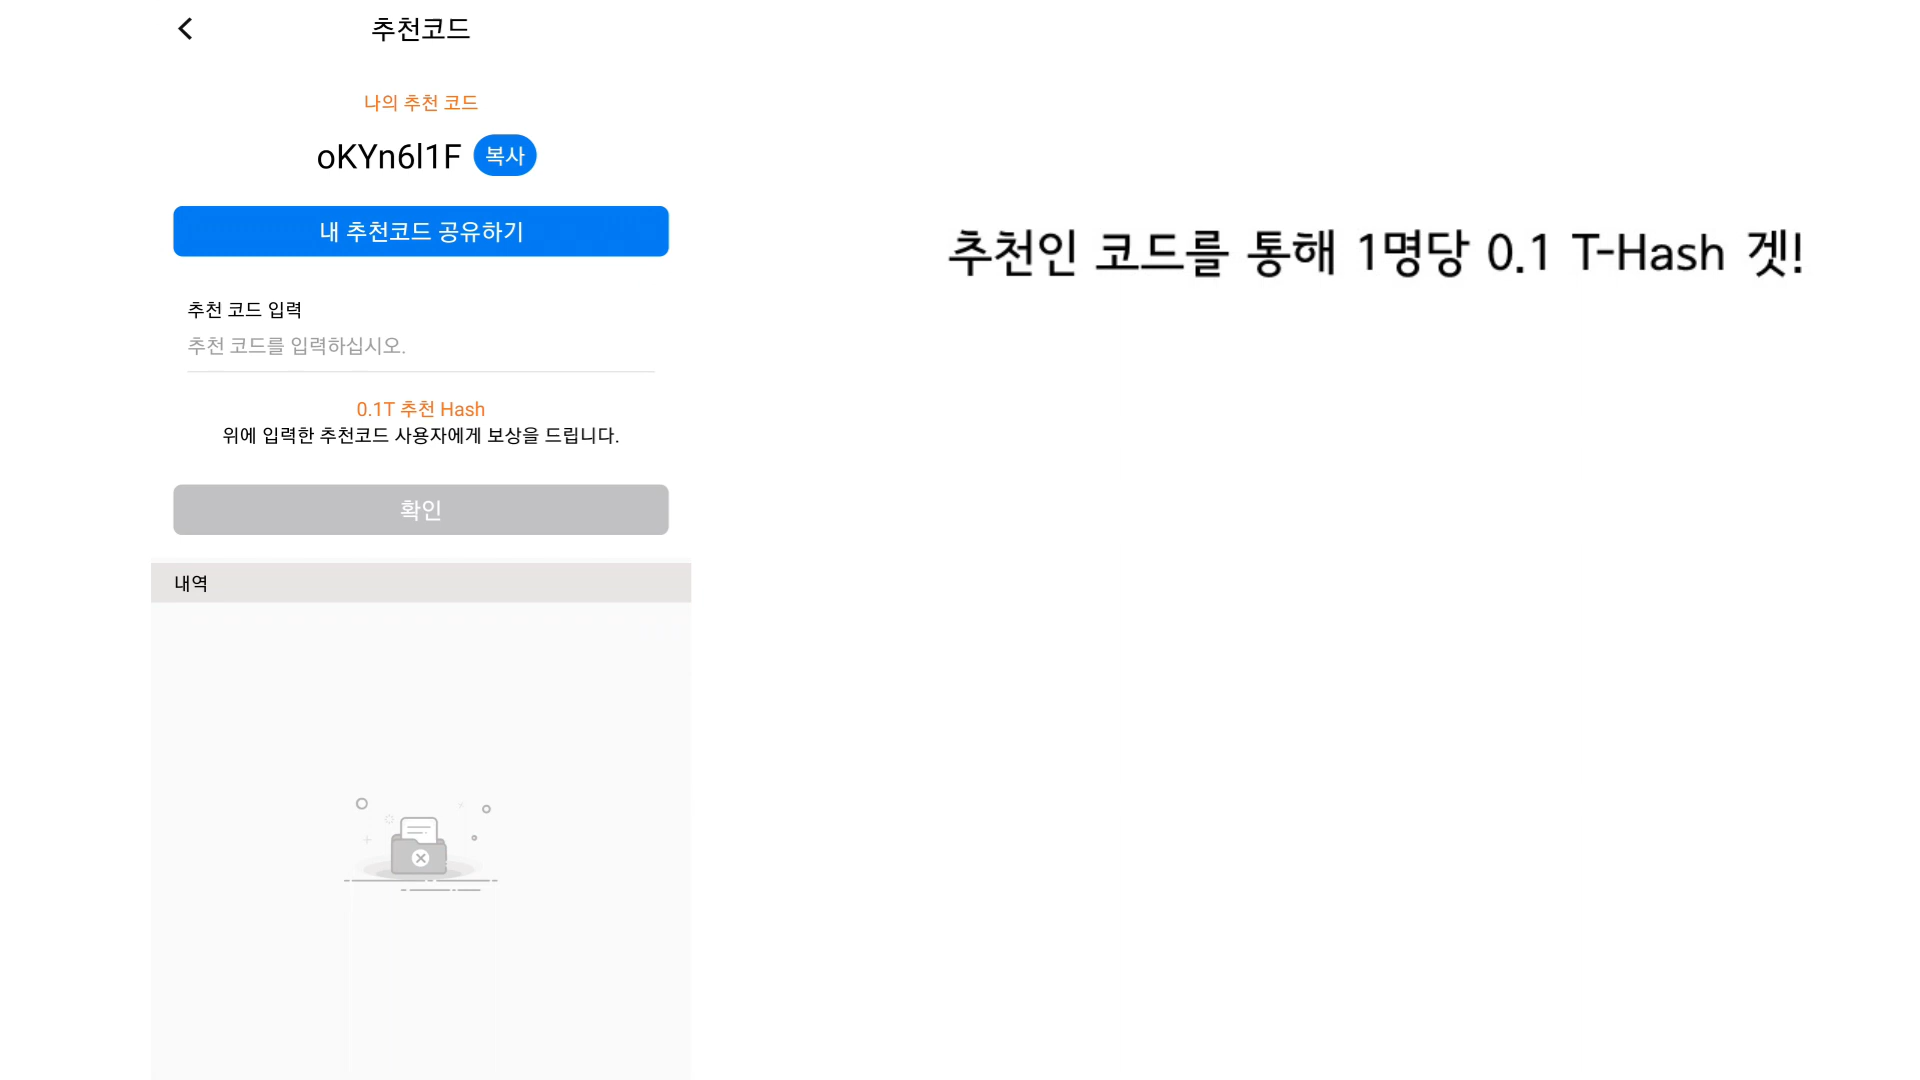 추천코드
나의 추천 코드
oKYn6l1F 복사
내 추천코드 공유하기
추천 코드 입력
추천 코드를 입력하십시오.
0.1T 추천 Hash
위에 입력한 추천코드 사용자에게 보상을 드립니다.
확인
내역
추천인 코드를 통해 1명당 0.1 T-Hash 겟!